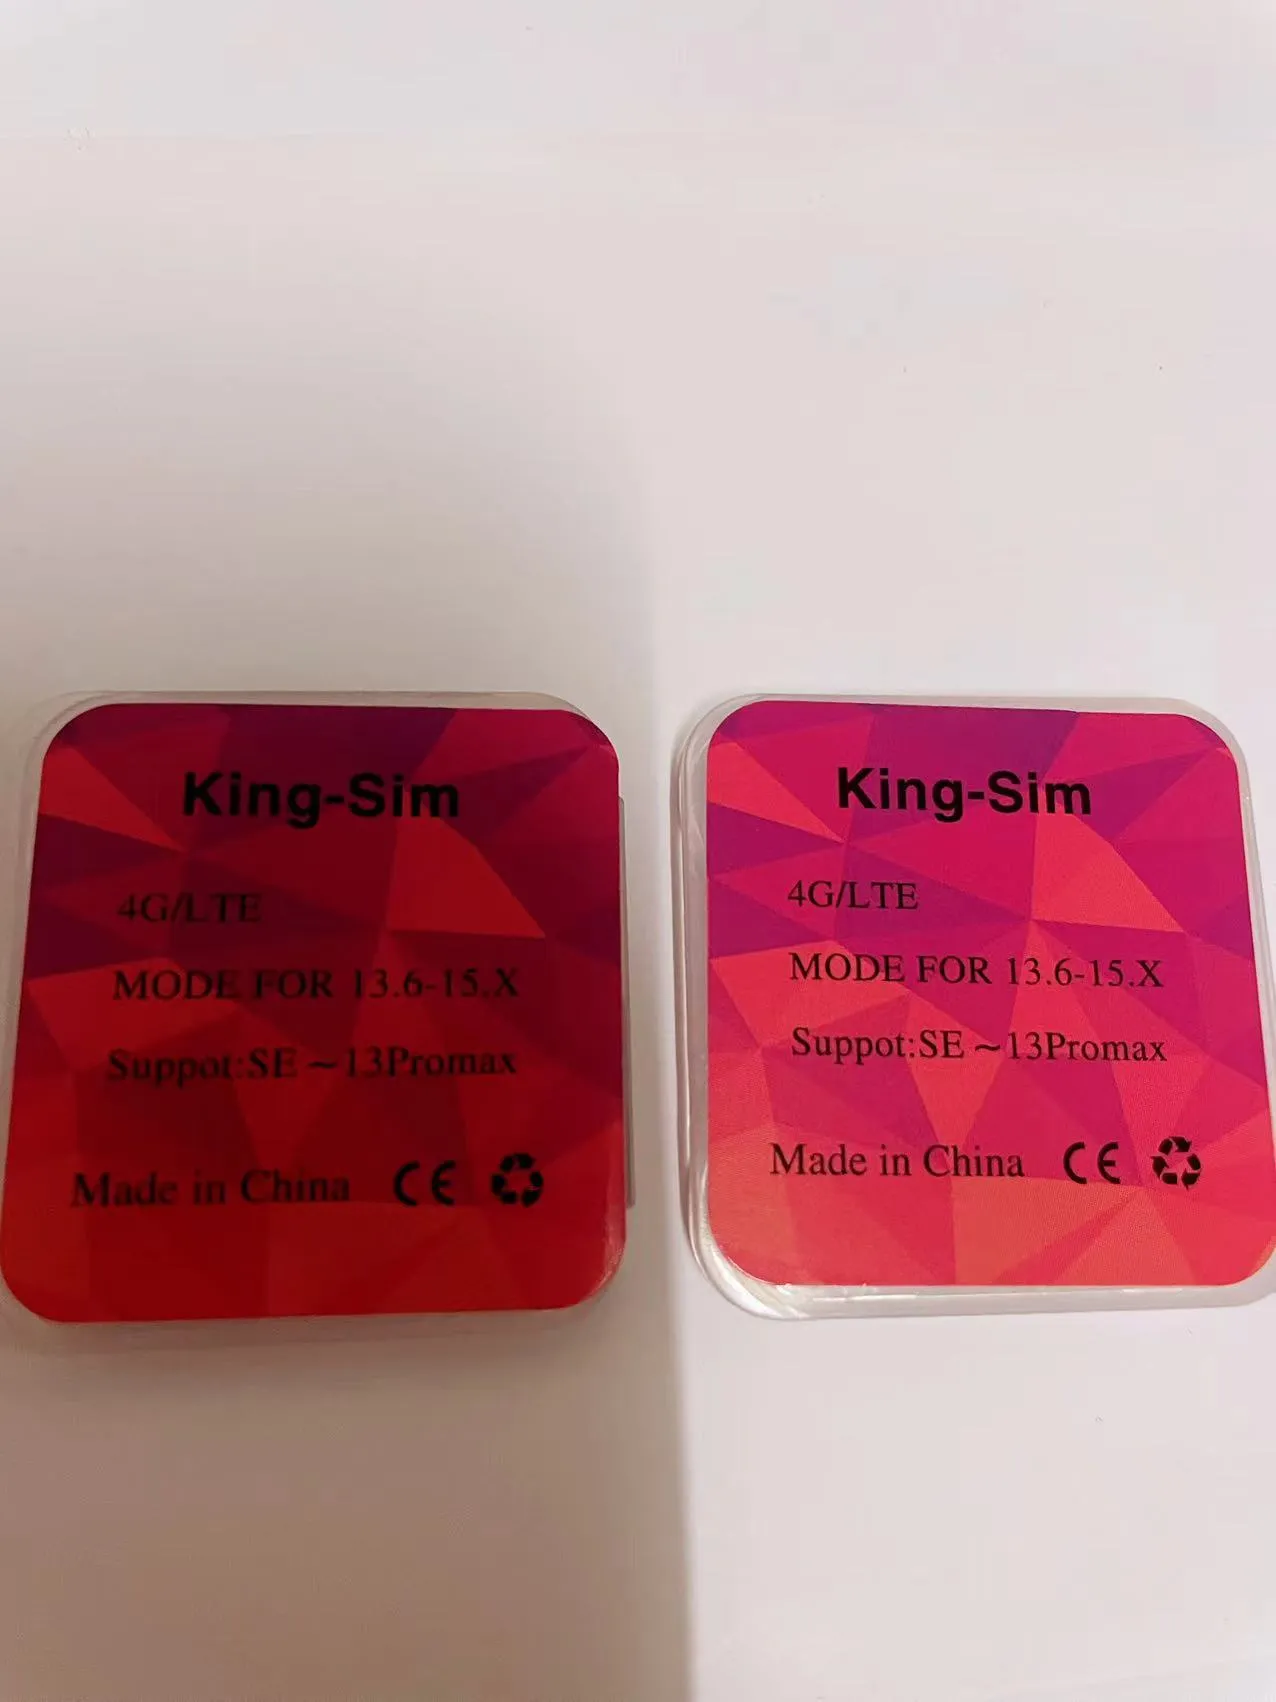 King-Sim
4G/LTE
MODE FOR 13.6-15.X
Suppot:SE～13Promax
Made in China CE
King-Sim
4G/LTE
MODE FOR 13.6-15.X
Suppot:SE～13Promax
Made in China CE